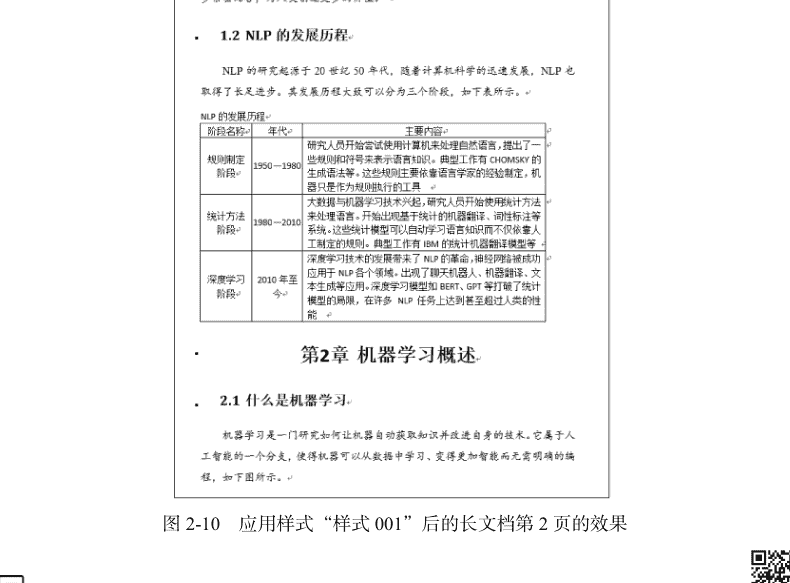 1.2 NLP 的发展历程
NLP 的研究起源于 20 世纪 50 年代，随着计算机科学的迅速发展，NLP 也
取得了长足进步。其发展历程大致可以分为三个阶段，如下表所示。
NLP 的发展历程
阶段名称 年代 主要内容
规则制定阶段 1950—1980 研究人员开始尝试使用计算机来处理自然语言，提出了一
些规则和符号来表示语言知识。典型工作有 CHOMSKY 的
生成语法等。这些规则主要依靠语言学家的经验制定，机
器只是作为规则执行的工具
统计方法阶段 1980—2010 大数据与机器学习技术兴起，研究人员开始使用统计方法
来处理语言。开始出现基于统计的机器翻译、词性标注等
系统。这些统计模型可以自动学习语言知识而不仅依靠人
工制定的规则。典型工作有 IBM 的统计机器翻译模型等
深度学习阶段 2010 年至今 深度学习技术的发展带来了 NLP 的革命，神经网络被成功
应用于 NLP 各个领域。出现了聊天机器人、机器翻译、文
本生成等应用。深度学习模型如 BERT、GPT 等打破了统计
模型的局限，在许多 NLP 任务上达到甚至超过人类的性
能
第2章 机器学习概述
2.1 什么是机器学习
机器学习是一门研究如何让机器自动获取知识并改进自身的技术。它属于人
工智能的一个分支，使得机器可以从数据中学习、变得更加智能而无需明确的编
程，如下图所示。
图 2-10 应用样式“样式 001”后的长文档第 2 页的效果